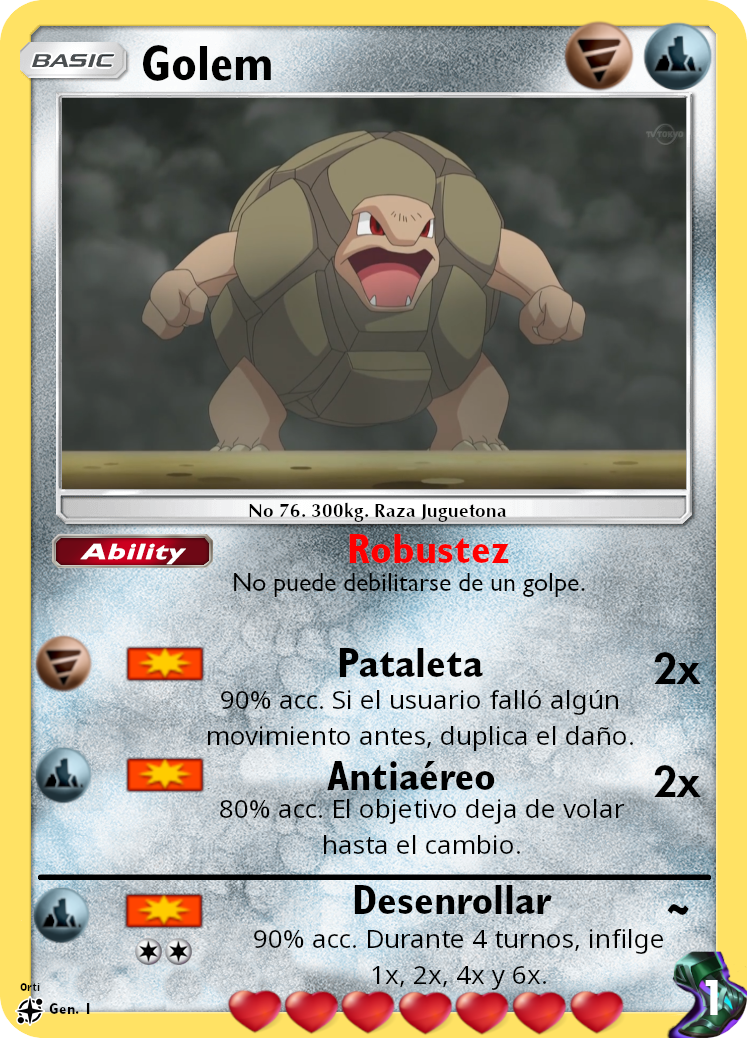 BASIC
Golem
TV TOKYO
No 76. 300kg. Raza Juguetona
Ability
Robustez
No puede debilitarse de un golpe.
Pataleta
2x
90% acc. Si el usuario falló algún
movimiento antes, duplica el daño.
Antiaéreo
2x
80% acc. El objetivo deja de volar
hasta el cambio.
Desenrollar
~
90% acc. Durante 4 turnos, infilge
1x, 2x, 4x y 6x.
Orti
Gen. I
1